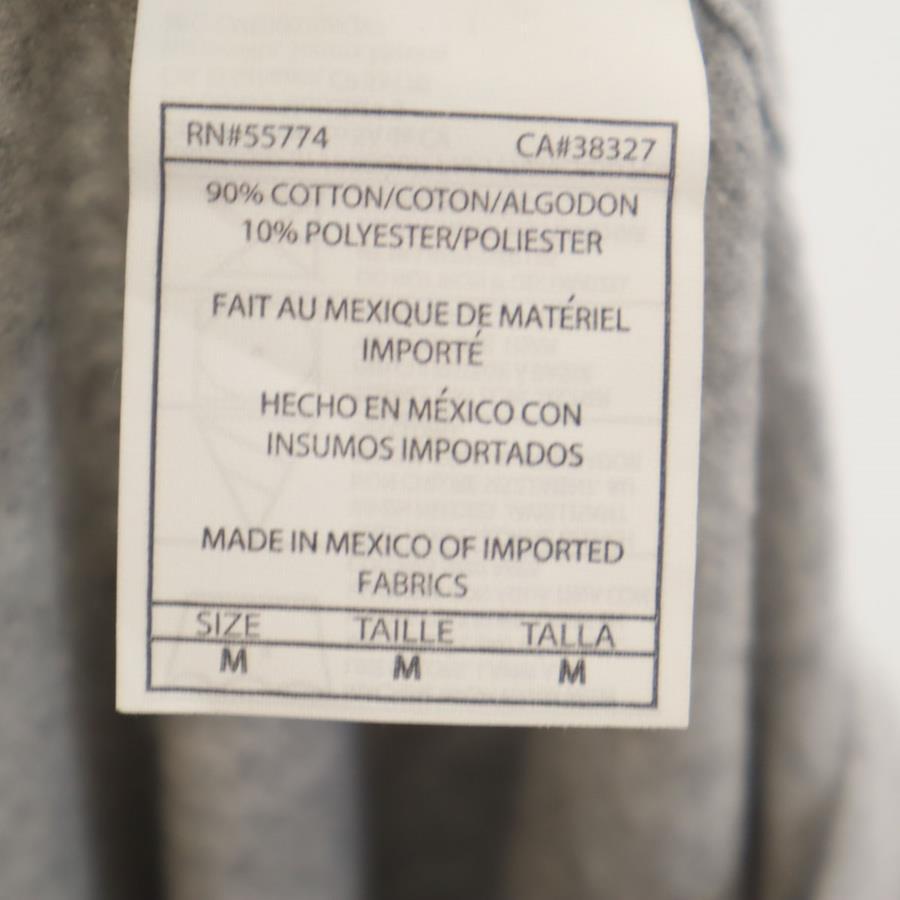 RN#55774 CA#38327
90% COTTON/COTON/ALGODON
10% POLYESTER/POLIESTER
FAIT AU MEXIQUE DE MATÉRIEL
IMPORTÉ
HECHO EN MÉXICO CON
INSUMOS IMPORTADOS
MADE IN MEXICO OF IMPORTED
FABRICS
SIZE TAILLE TALLA
M M M